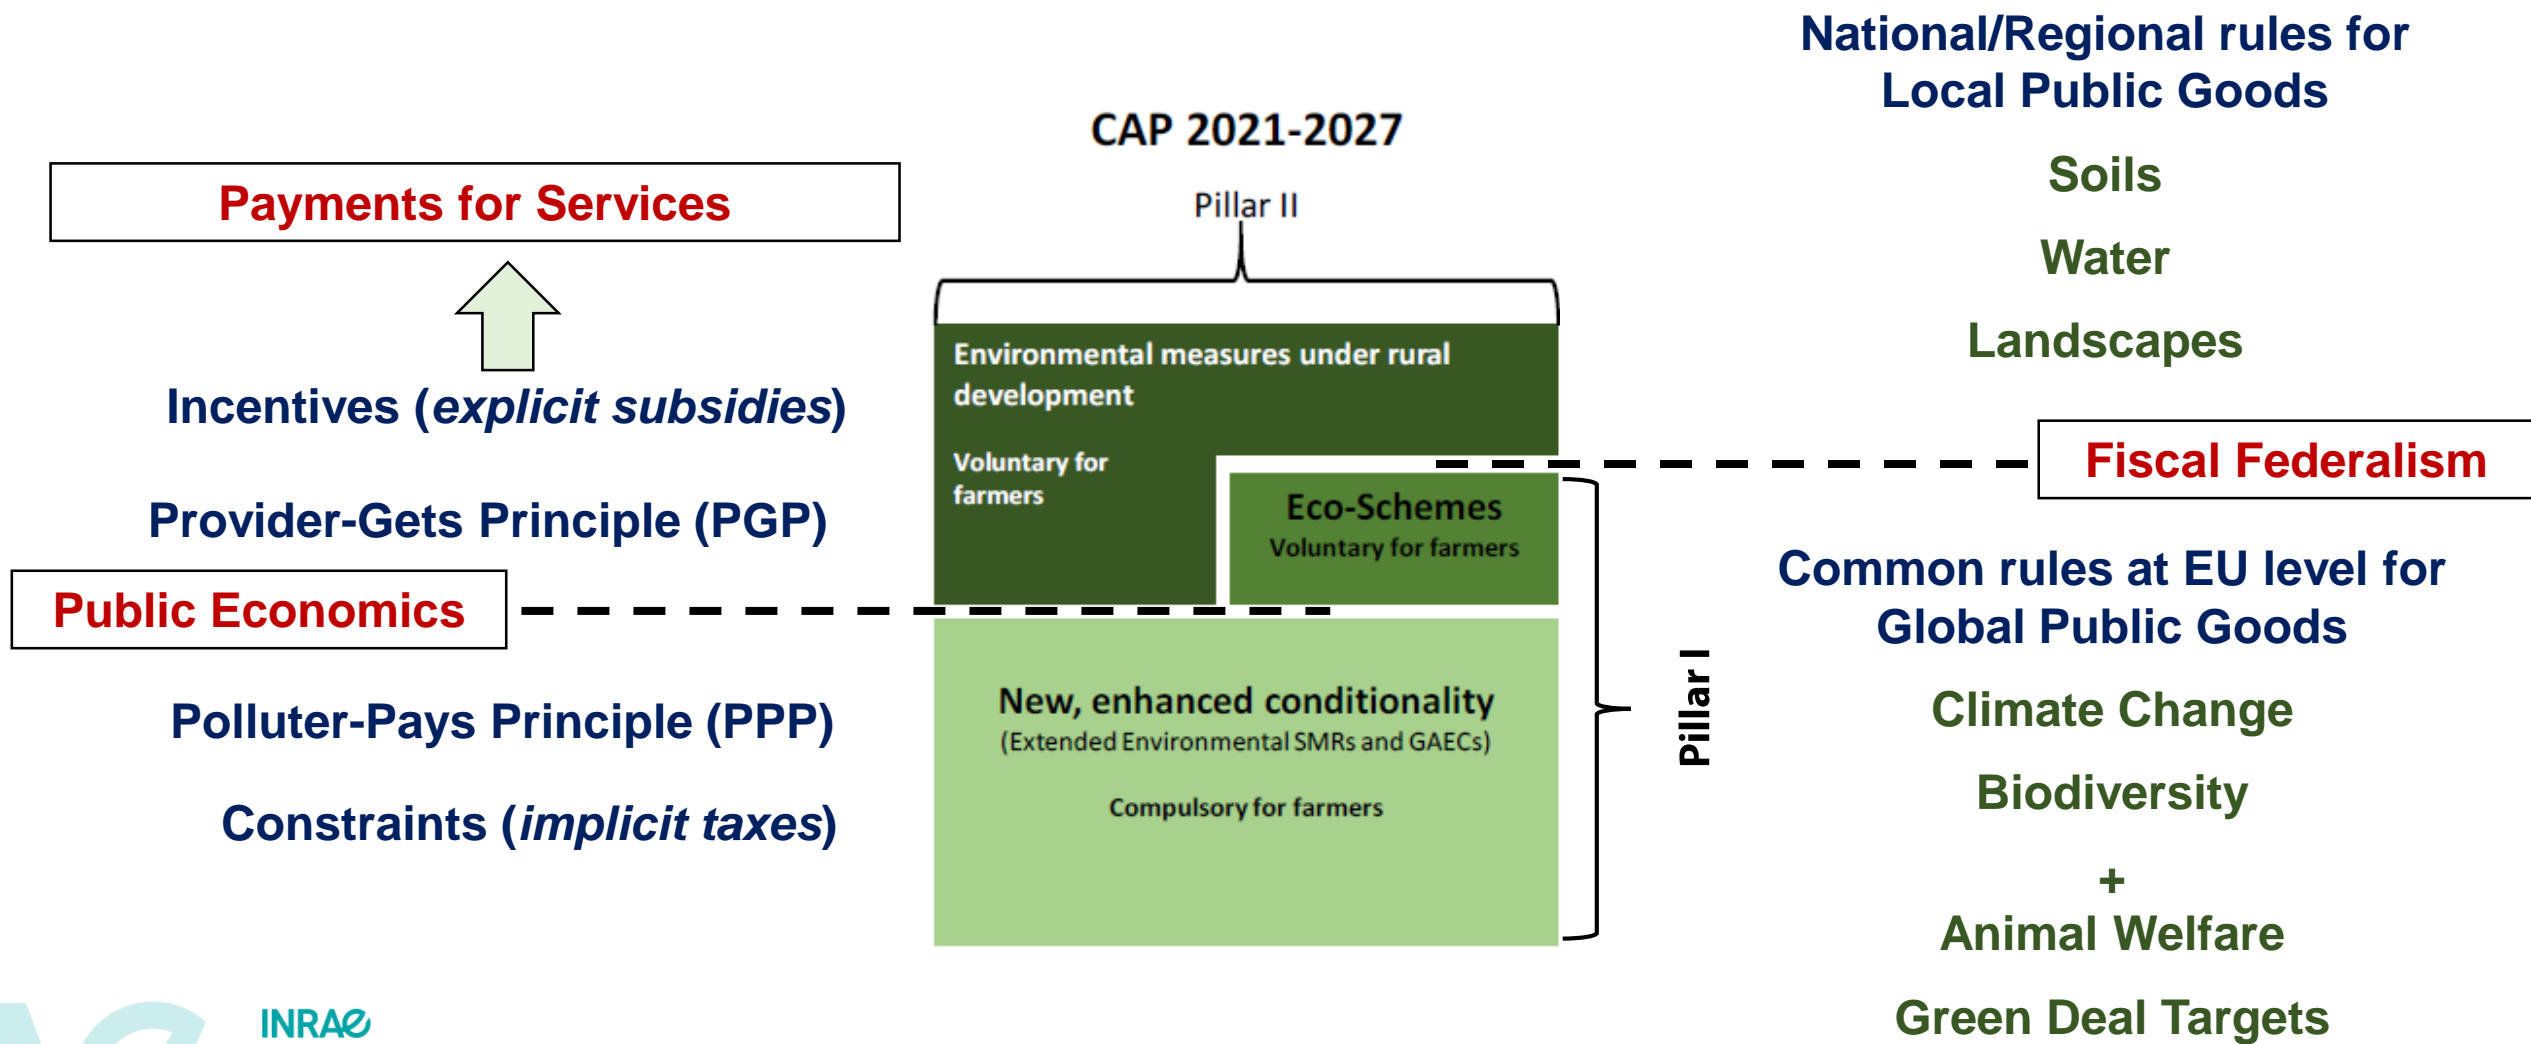 National/Regional rules for
Local Public Goods
Soils
Water
Landscapes
CAP 2021-2027
Pillar II
Payments for Services
Incentives (explicit subsidies)
Provider-Gets Principle (PGP)
Public Economics
Polluter-Pays Principle (PPP)
Constraints (implicit taxes)
Environmental measures under rural
development
Voluntary for
farmers
Eco-Schemes
Voluntary for farmers
New, enhanced conditionality
(Extended Environmental SMRs and GAECs)
Compulsory for farmers
Pillar I
Fiscal Federalism
Common rules at EU level for
Global Public Goods
Climate Change
Biodiversity
+
Animal Welfare
Green Deal Targets
INRAE